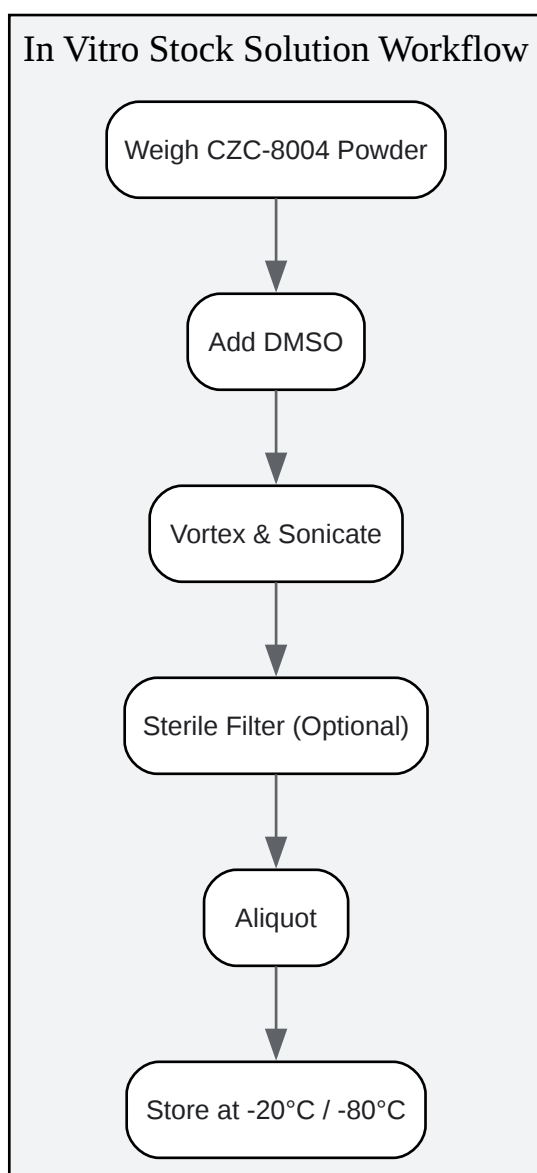 In Vitro Stock Solution Workflow
Weigh CZC-8004 Powder
Add DMSO
Vortex & Sonicate
Sterile Filter (Optional)
Aliquot
Store at -20°C / -80°C